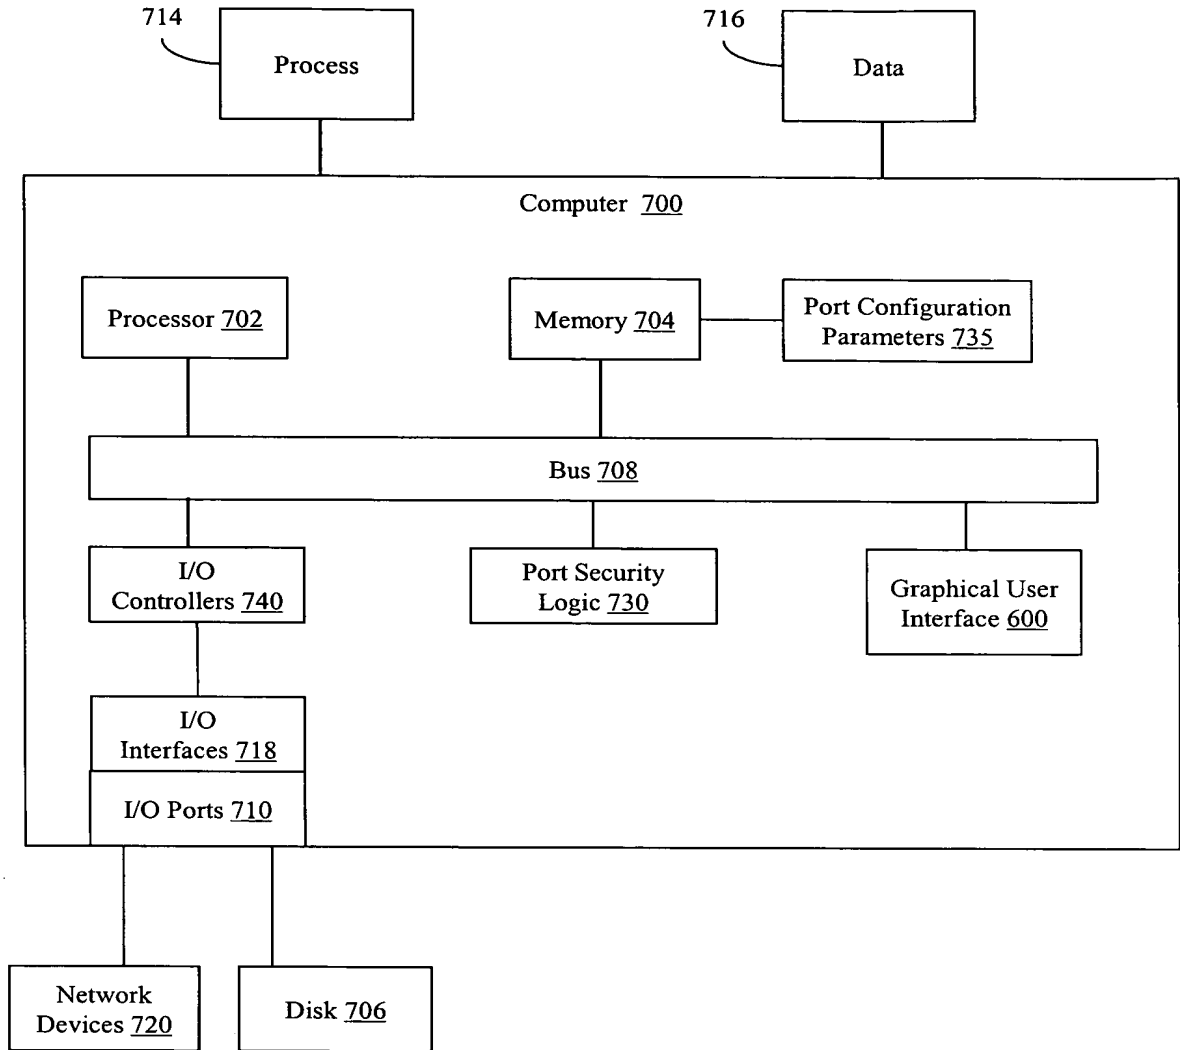 714
Process
716
Data
Computer 700
Processor 702
Memory 704
Port Configuration
Parameters 735
Bus 708
I/O
Controllers 740
Port Security
Logic 730
Graphical User
Interface 600
I/O
Interfaces 718
I/O Ports 710
Network
Devices 720
Disk 706